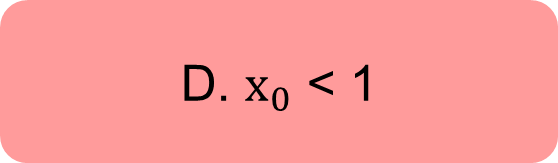 D. x₀ < 1